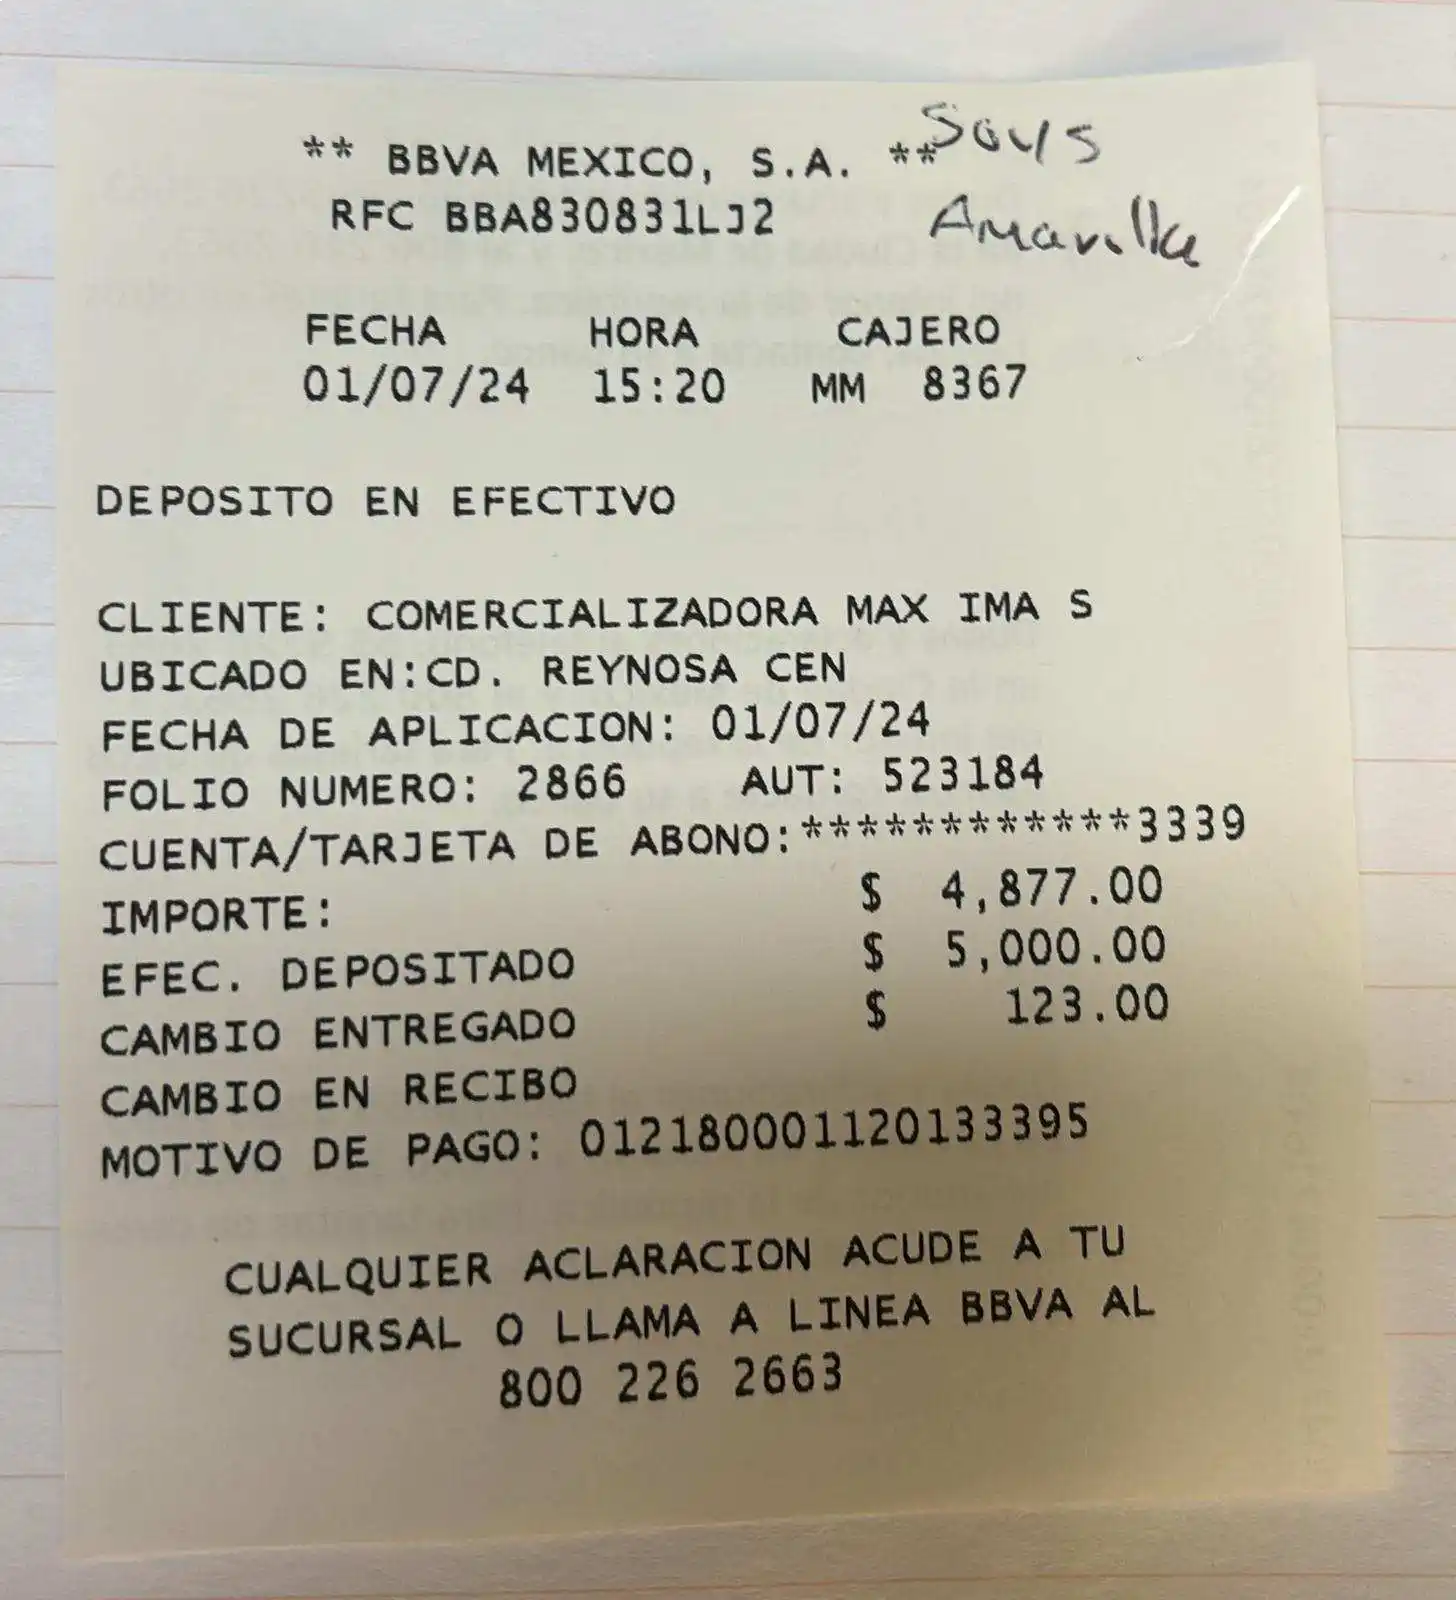 ** BBVA MEXICO, S.A. **
RFC BBA830831LJ2
Amarilla
FECHA HORA CAJERO
01/07/24 15:20 MM 8367
DEPOSITO EN EFECTIVO
CLIENTE: COMERCIALIZADORA MAX IMA S
UBICADO EN:CD. REYNOSA CEN
FECHA DE APLICACION: 01/07/24
FOLIO NUMERO: 2866 AUT: 523184
CUENTA/TARJETA DE ABONO:************3339
IMPORTE: $ 4,877.00
EFEC. DEPOSITADO $ 5,000.00
CAMBIO ENTREGADO $ 123.00
CAMBIO EN RECIBO
MOTIVO DE PAGO: 012180001120133395
CUALQUIER ACLARACION ACUDE A TU
SUCURSAL O LLAMA A LINEA BBVA AL
800 226 2663